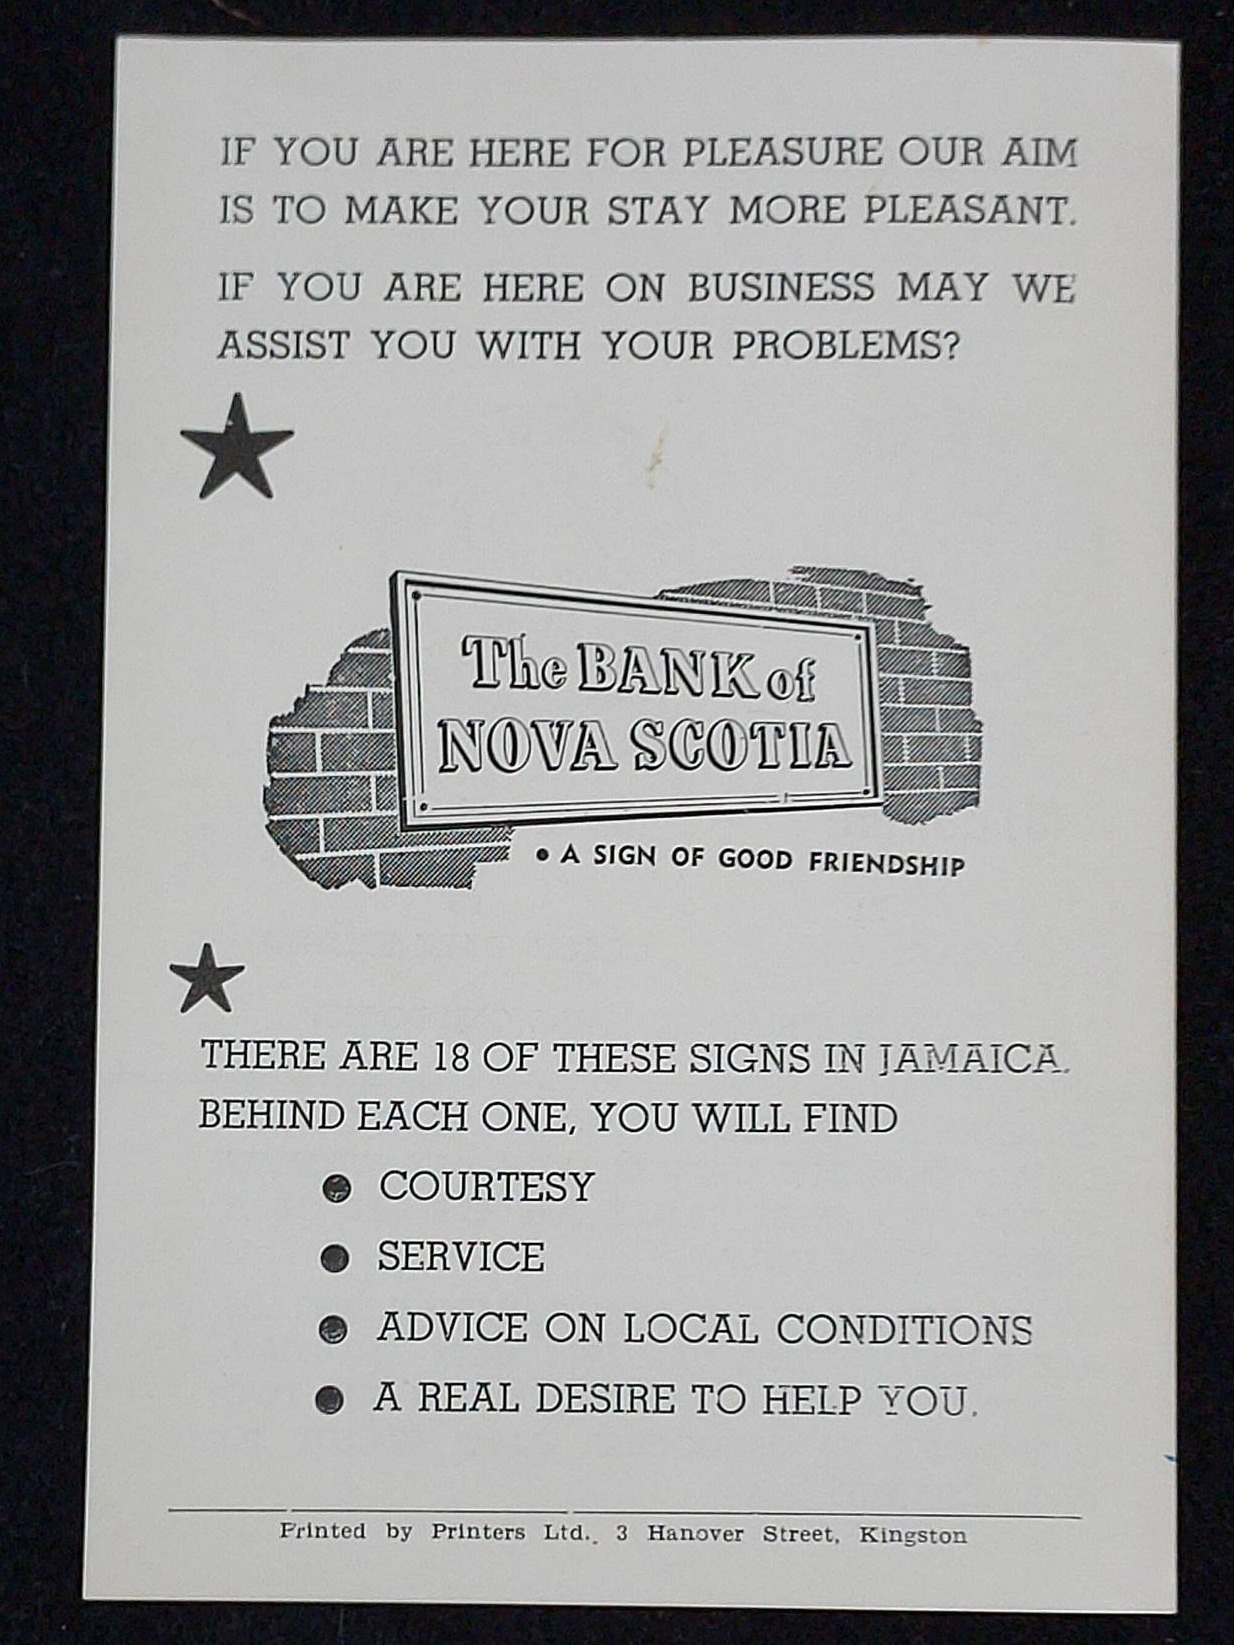 IF YOU ARE HERE FOR PLEASURE OUR AIM
IS TO MAKE YOUR STAY MORE PLEASANT.
IF YOU ARE HERE ON BUSINESS MAY WE
ASSIST YOU WITH YOUR PROBLEMS?
The BANK of
NOVA SCOTIA
• A SIGN OF GOOD FRIENDSHIP
THERE ARE 18 OF THESE SIGNS IN JAMAICA.
BEHIND EACH ONE, YOU WILL FIND
● COURTESY
● SERVICE
● ADVICE ON LOCAL CONDITIONS
● A REAL DESIRE TO HELP YOU.
Printed by Printers Ltd., 3 Hanover Street, Kingston